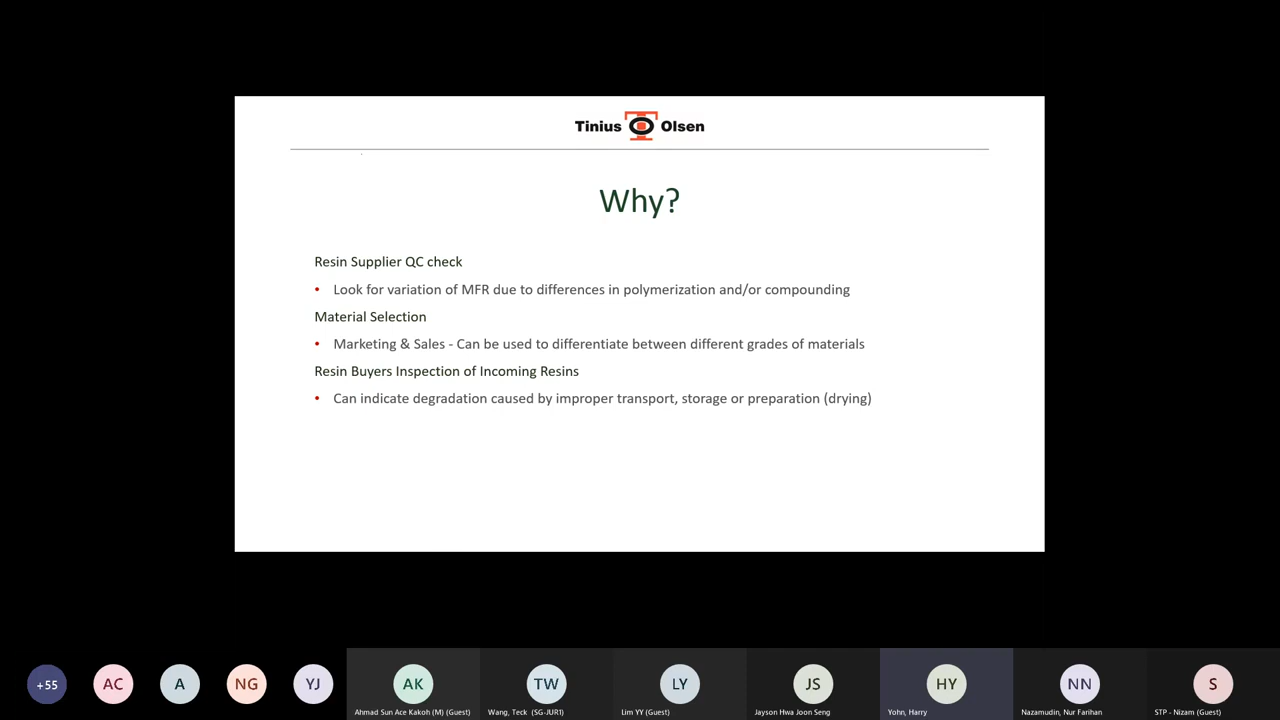 Tinius Olsen
Why?
Resin Supplier QC check
• Look for variation of MFR due to differences in polymerization and/or compounding
Material Selection
• Marketing & Sales - Can be used to differentiate between different grades of materials
Resin Buyers Inspection of Incoming Resins
• Can indicate degradation caused by improper transport, storage or preparation (drying)
+55 AC A NG YJ AK TW LY JS HY NN S
Ahmad Sun Ace Kakoh (M) (Guest) Wang, Teck (SG-JUR1) Lim YY (Guest) Jayson Hwa Joon Seng Yohn, Harry Nazamudin, Nur Farihan STP - Nizam (Guest)